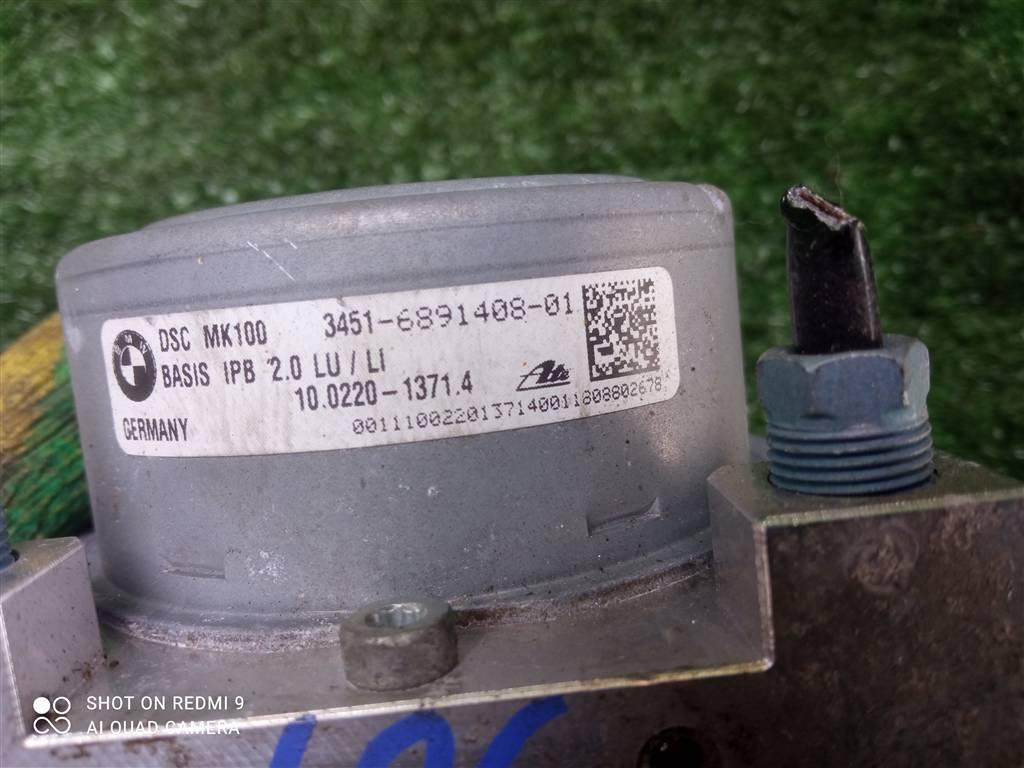 DSC MK100 3451-6891408-01
BASIS IPB 2.0 LU/LI
10.0220-1371.4
Ate
GERMANY 0011100220137140011808802678
SHOT ON REDMI 9
AI QUAD CAMERA